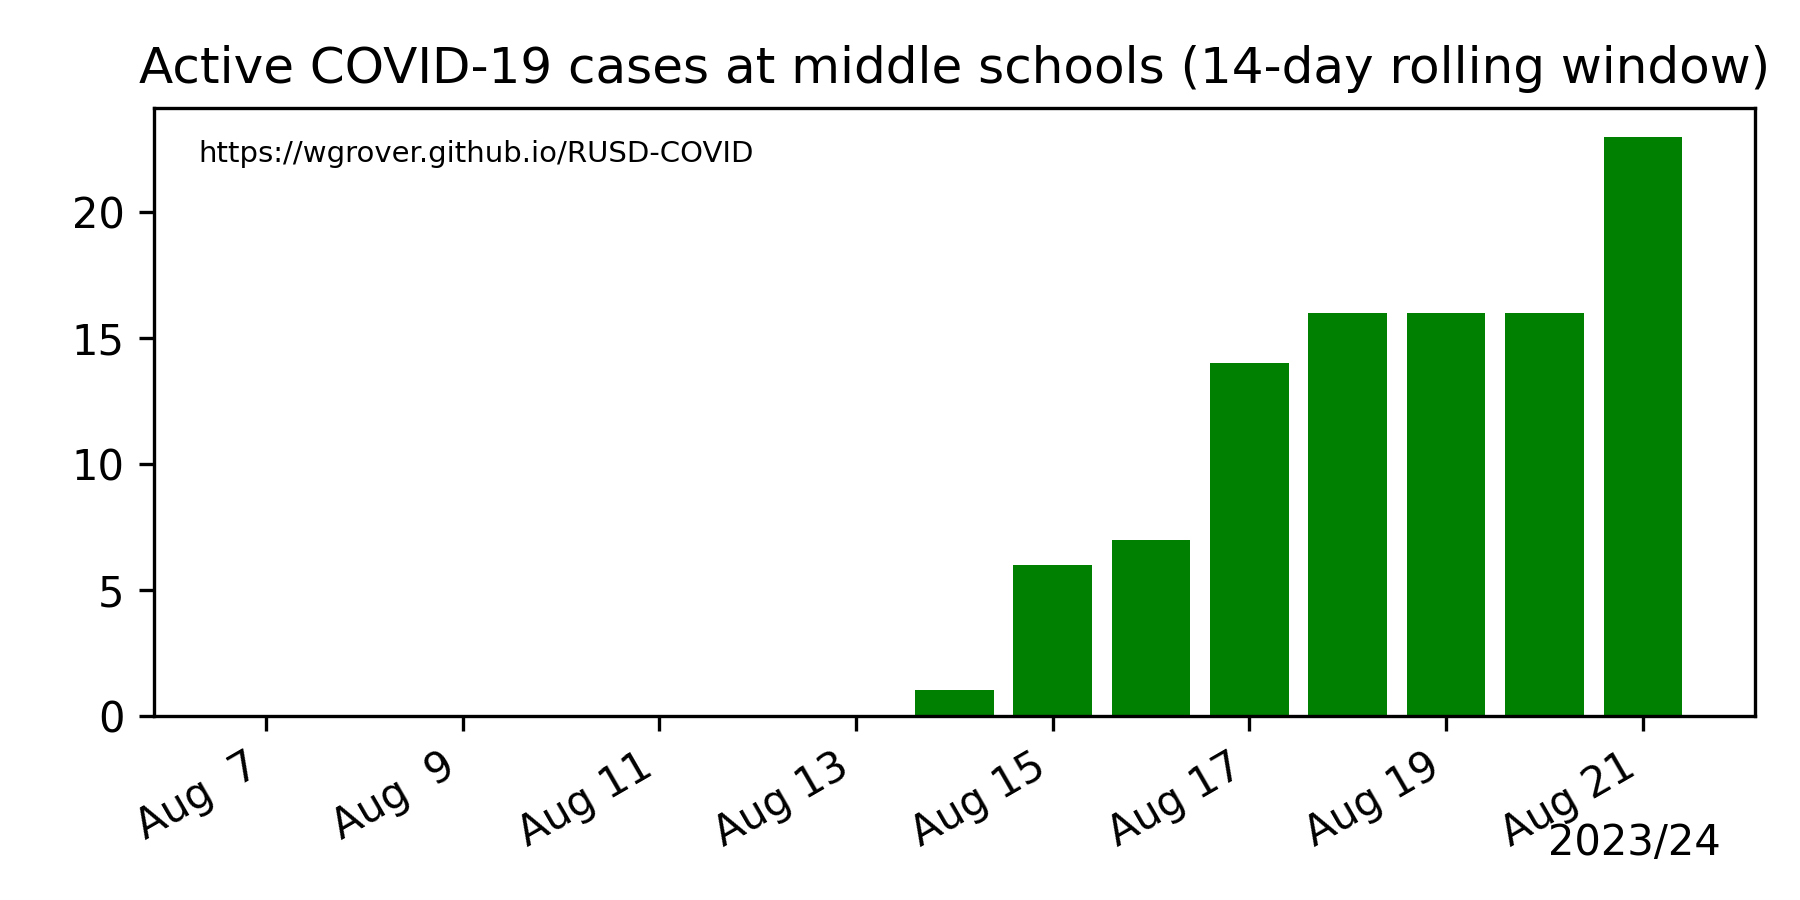 Active COVID-19 cases at middle schools (14-day rolling window)
https://wgrover.github.io/RUSD-COVID
20
15
10
5
0
Aug 7
Aug 9
Aug 11
Aug 13
Aug 15
Aug 17
Aug 19
Aug 21
2023/24